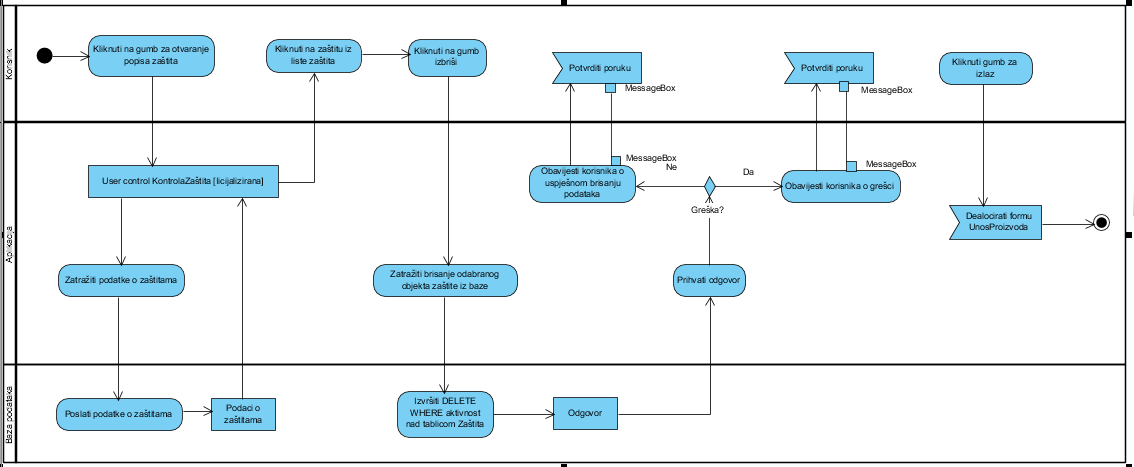 Korisnik
Kliknuti na gumb za otvaranje
popisa zaštita
Kliknuti na zaštitu iz
liste zaštita
Kliknuti na gumb
izbriši
Potvrditi poruku
MessageBox
Potvrditi poruku
MessageBox
Kliknuti gumb za
izlaz
Aplikacija
User control KontrolaZaštita [Iicijalizirana]
MessageBox
Obavijesti korisnika o
uspješnom brisanju
podataka
Ne
Da
Greška?
MessageBox
Obavijesti korisnika o grešci
Dealocirati formu
UnosProizvoda
Zatražiti podatke o zaštitama
Zatražiti brisanje odabranog
objekta zaštite iz baze
Prihvati odgovor
Baza podataka
Poslati podatke o zaštitama
Podaci o
zaštitama
Izvršiti DELETE
WHERE aktivnost
nad tablicom Zaštita
Odgovor